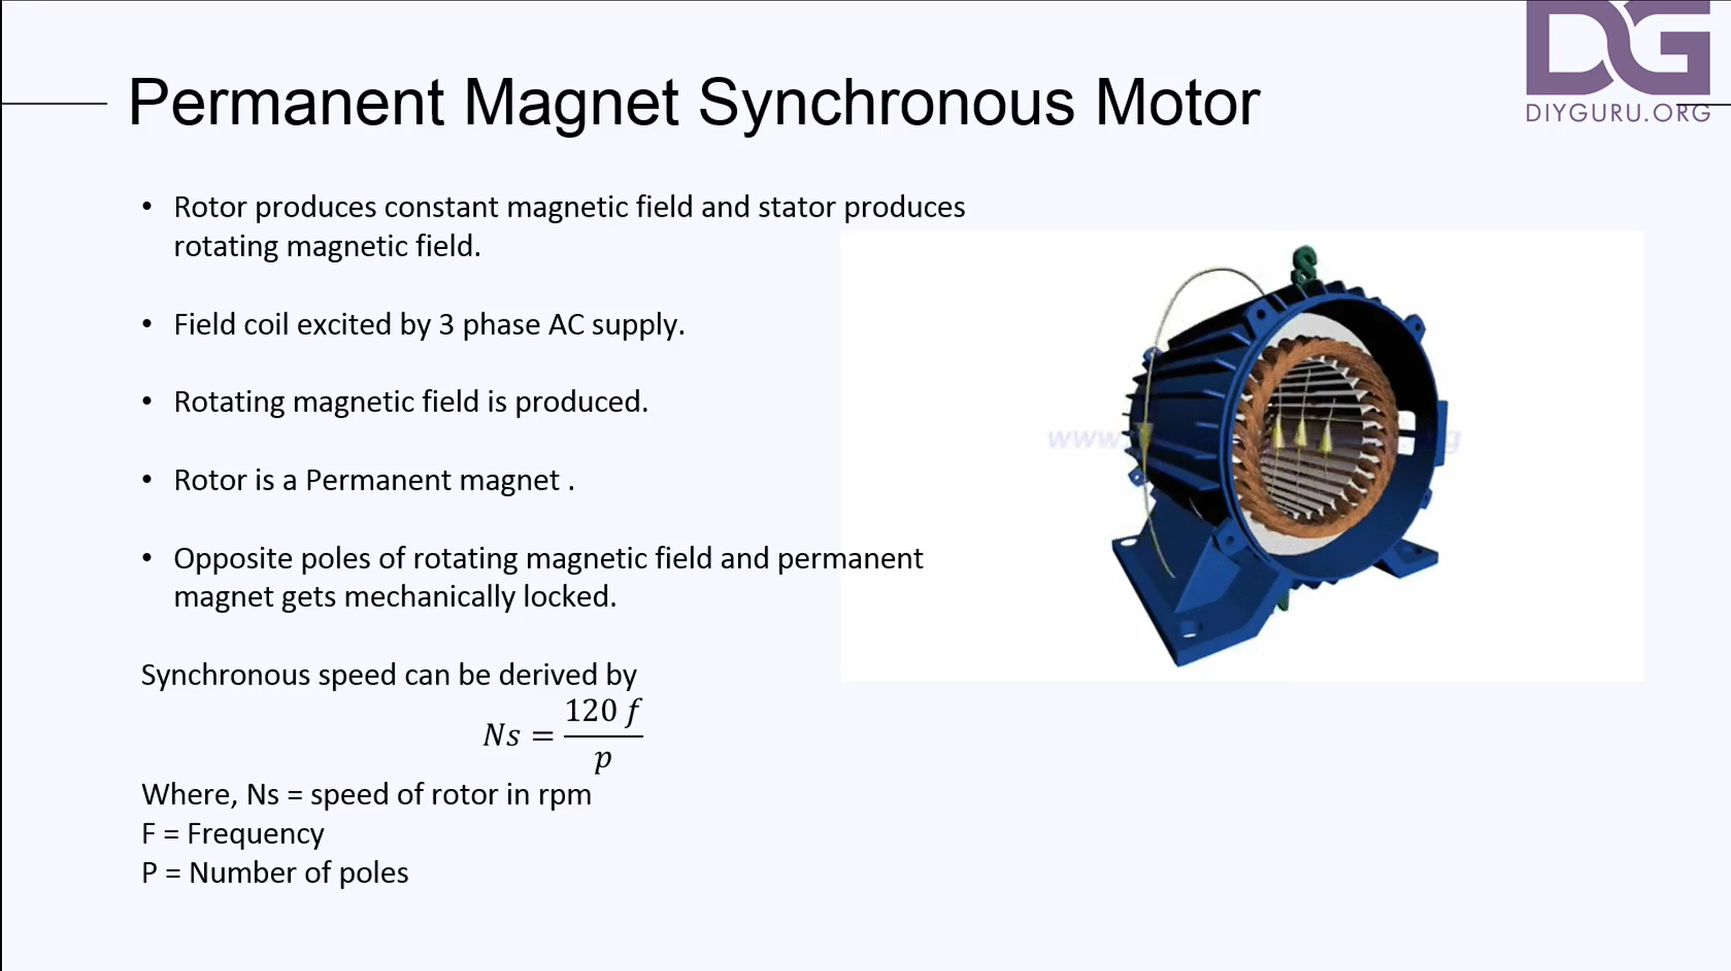 DG
DIYGURU.ORG
Permanent Magnet Synchronous Motor
• Rotor produces constant magnetic field and stator produces
rotating magnetic field.
• Field coil excited by 3 phase AC supply.
• Rotating magnetic field is produced.
• Rotor is a Permanent magnet .
• Opposite poles of rotating magnetic field and permanent
magnet gets mechanically locked.
Synchronous speed can be derived by
Ns = 120 f / p
Where, Ns = speed of rotor in rpm
F = Frequency
P = Number of poles
www.